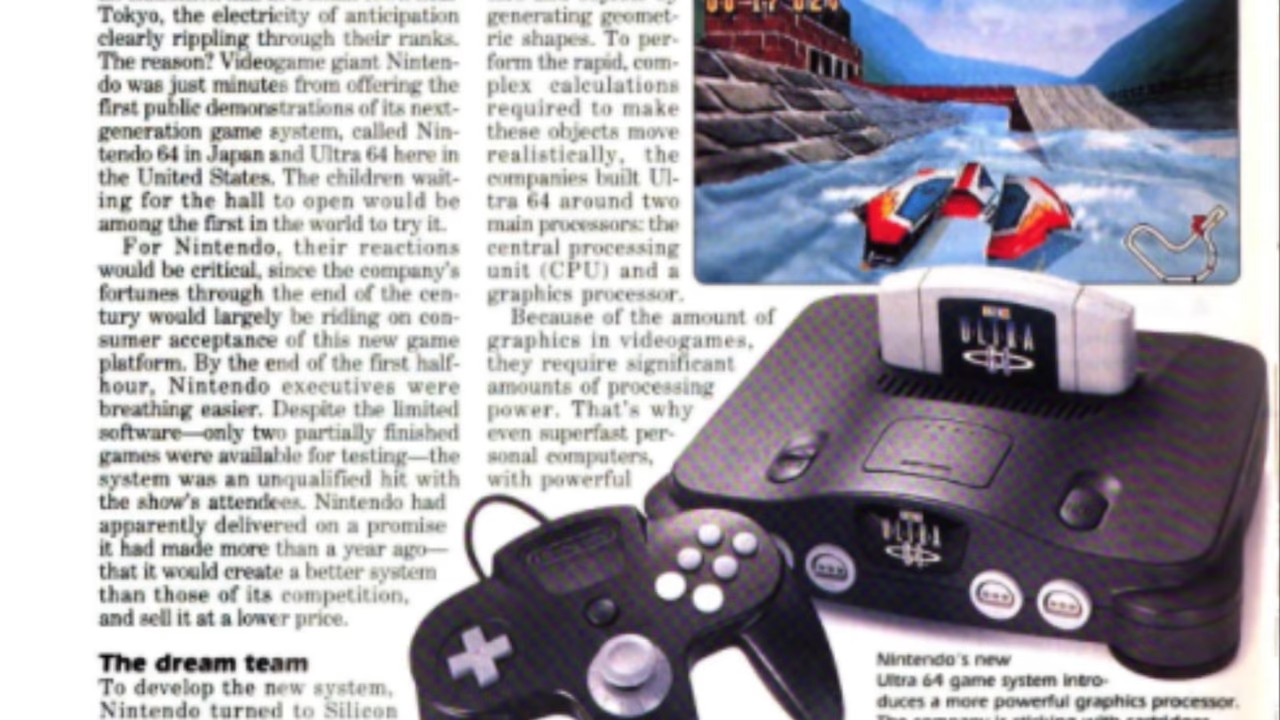 Tokyo, the electricity of anticipation
clearly rippling through their ranks.
The reason? Videogame giant Ninten-
do was just minutes from offering the
first public demonstrations of its next-
generation game system, called Nin-
tendo 64 in Japan and Ultra 64 here in
the United States. The children wait-
ing for the hall to open would be
among the first in the world to try it.
For Nintendo, their reactions
would be critical, since the company's
fortunes through the end of the cen-
tury would largely be riding on con-
sumer acceptance of this new game
platform. By the end of the first half-
hour, Nintendo executives were
breathing easier. Despite the limited
software—only two partially finished
games were available for testing—the
system was an unqualified hit with
the show's attendees. Nintendo had
apparently delivered on a promise
it had made more than a year ago—
that it would create a better system
than those of its competition,
and sell it at a lower price.
The dream team
To develop the new system,
Nintendo turned to Silicon
generating geomet-
ric shapes. To per-
form the rapid, com-
plex calculations
required to make
these objects move
realistically, the
companies built Ul-
tra 64 around two
main processors: the
central processing
unit (CPU) and a
graphics processor.
Because of the amount of
graphics in videogames,
they require significant
amounts of processing
power. That's why
even superfast per-
sonal computers,
with powerful
ULTRA
ULTRA
Nintendo's new
Ultra 64 game system intro-
duces a more powerful graphics processor.